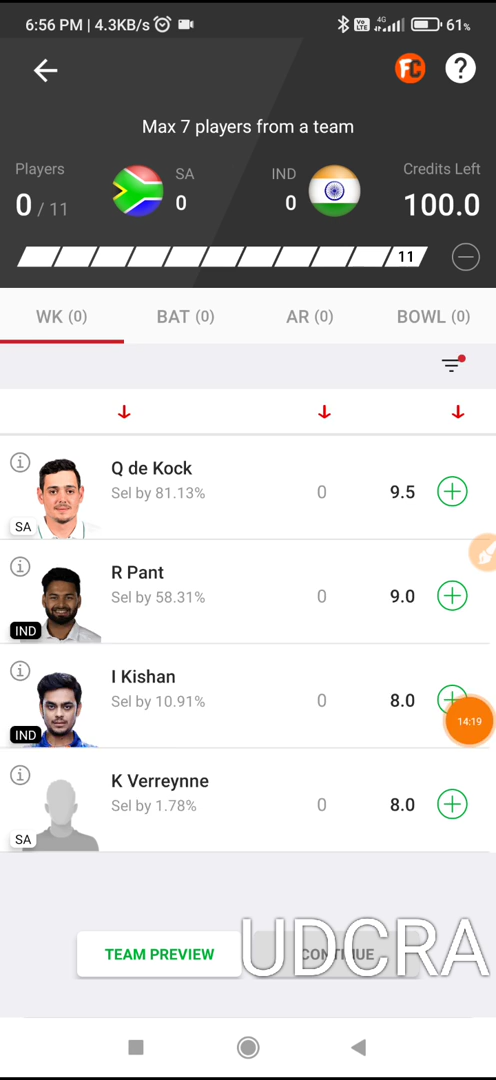 6:56 PM | 4.3KB/s 4G 61%
FC ?
Max 7 players from a team
Players SA IND Credits Left
0 / 11 0 0 100.0
11
WK (0) BAT (0) AR (0) BOWL (0)
Q de Kock
Sel by 81.13% 0 9.5
SA
R Pant
Sel by 58.31% 0 9.0
IND
I Kishan
Sel by 10.91% 0 8.0
IND
14:19
K Verreynne
Sel by 1.78% 0 8.0
SA
TEAM PREVIEW CONTINUE
UDCRA